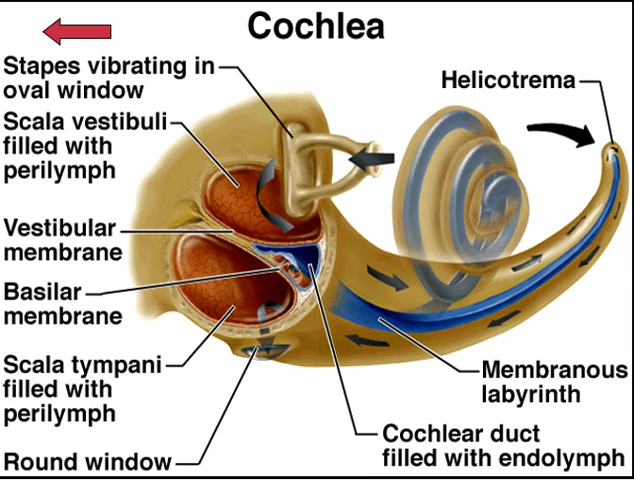 Cochlea
Stapes vibrating in
oval window
Helicotrema
Scala vestibuli
filled with
perilymph
Vestibular
membrane
Basilar
membrane
Scala tympani
filled with
perilymph
Membranous
labyrinth
Cochlear duct
filled with endolymph
Round window